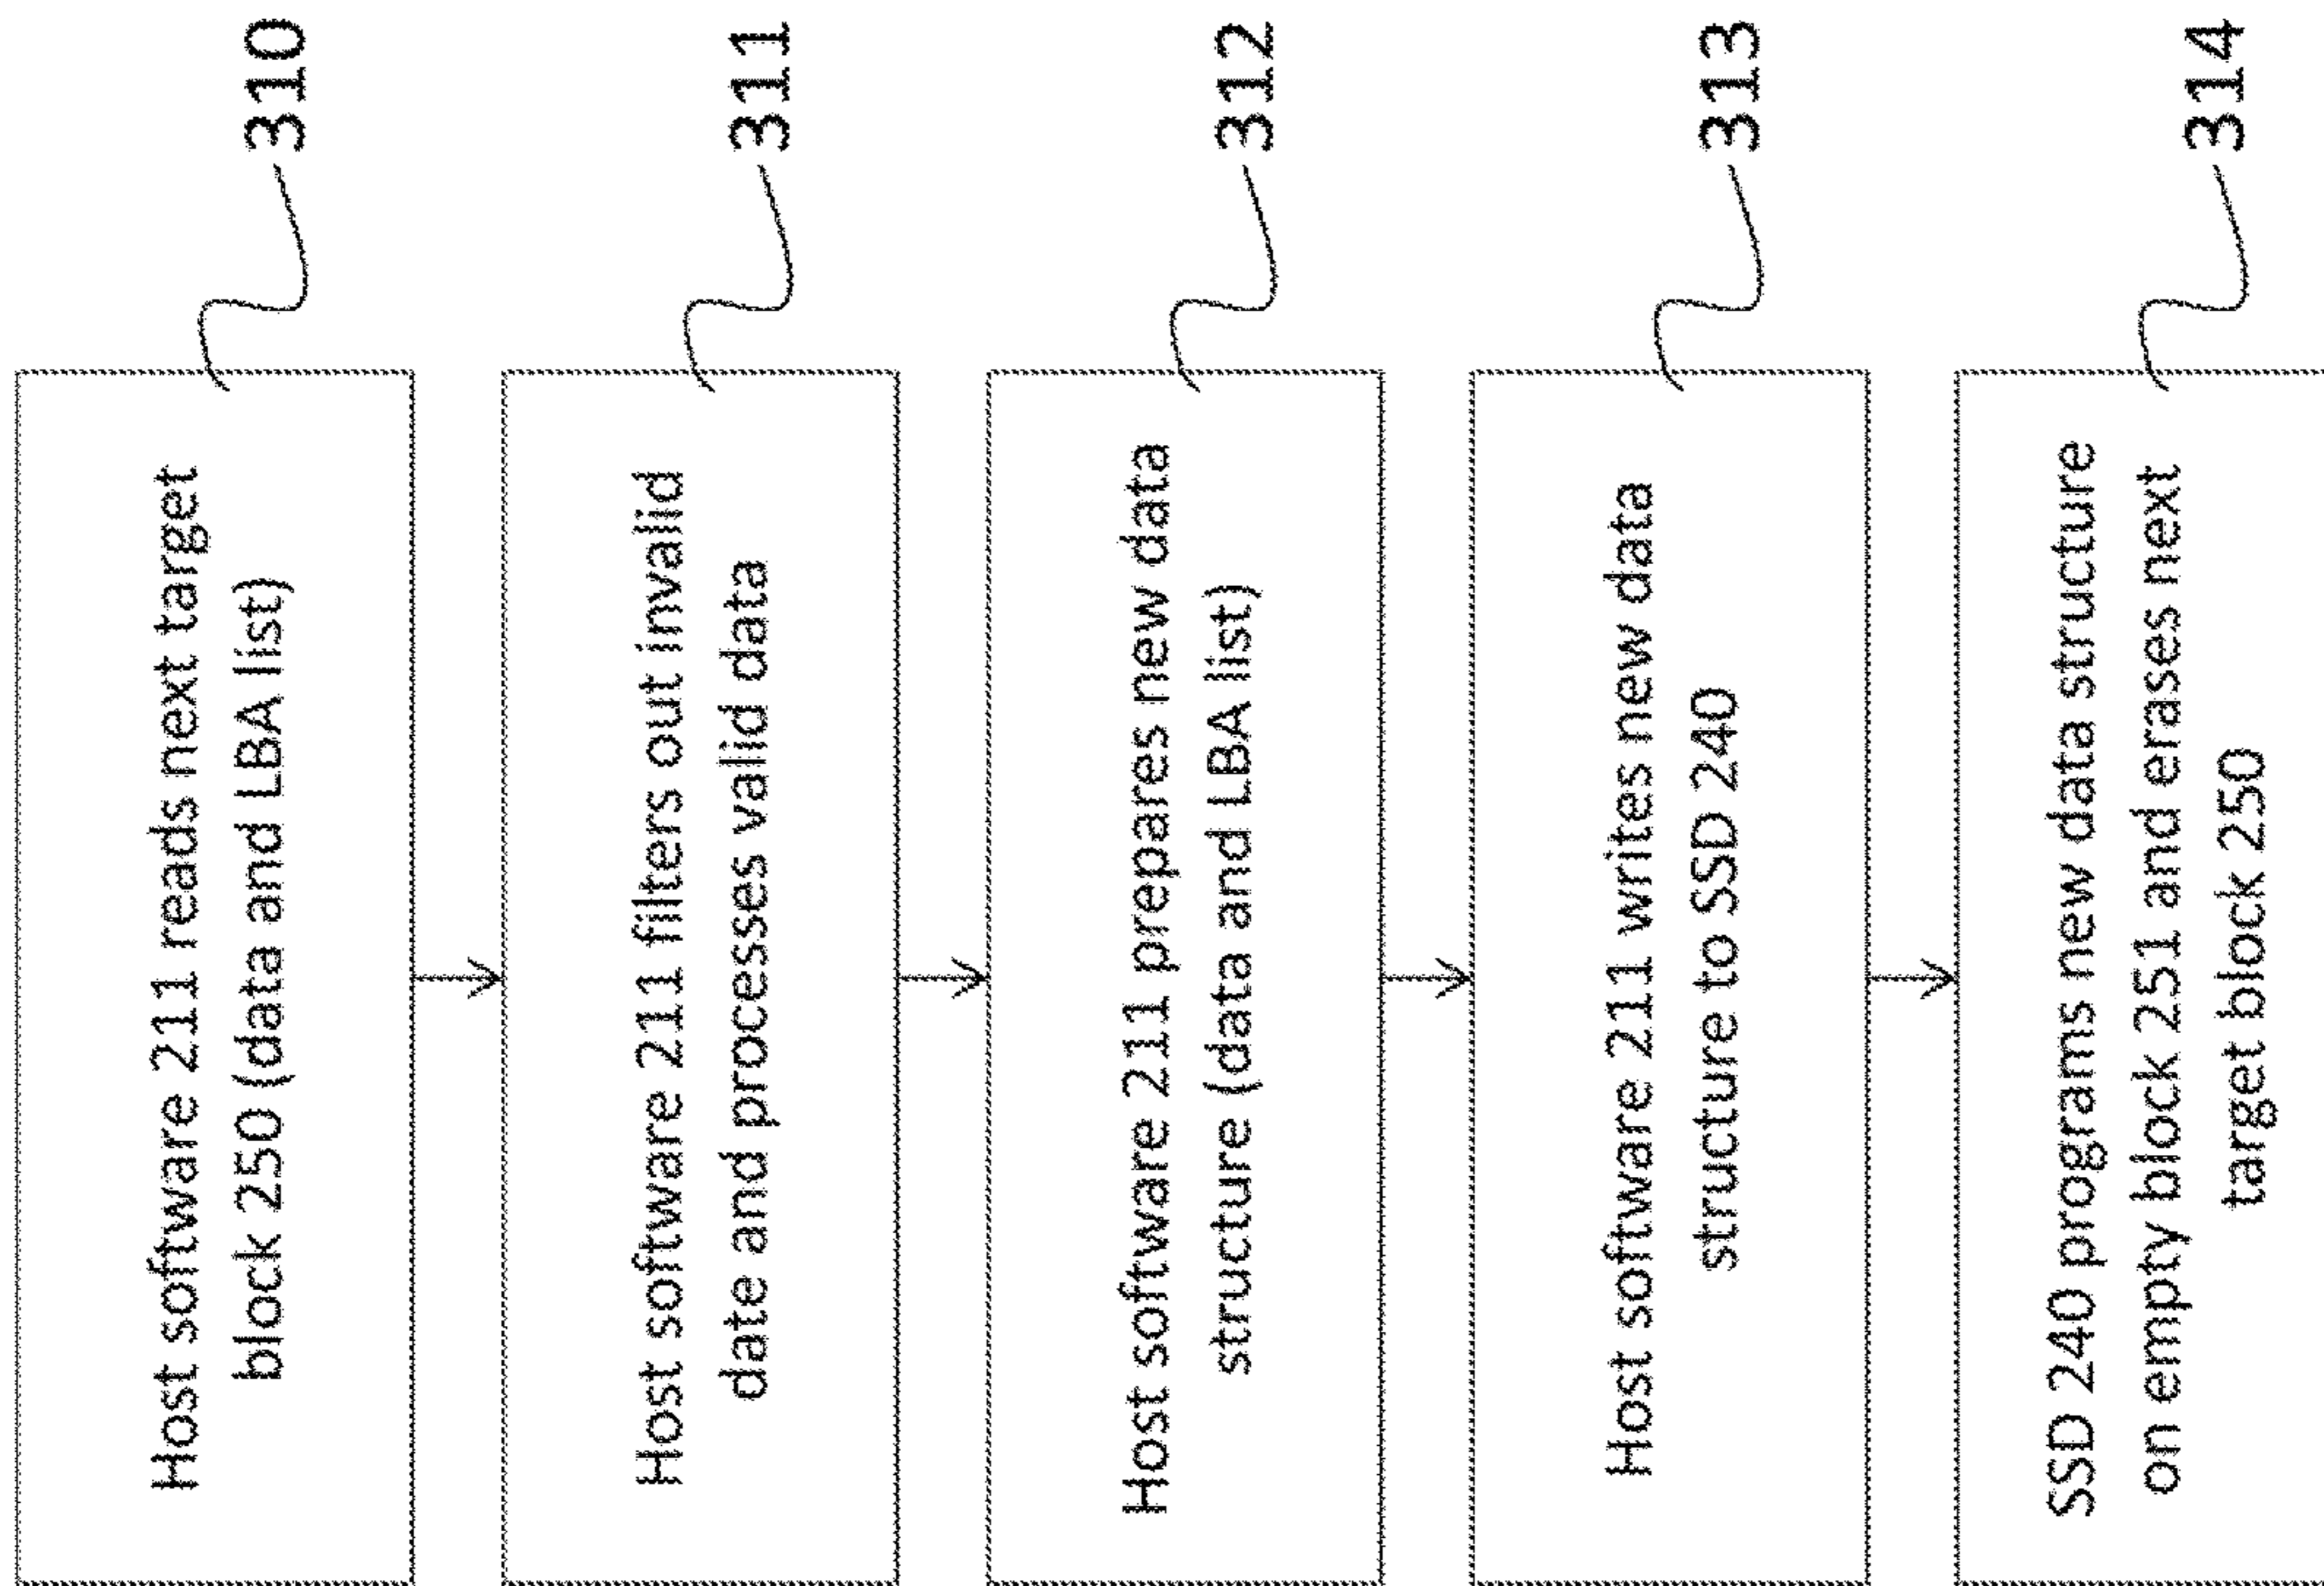 Host software 211 reads next target
block 250 (data and LBA list)
310
Host software 211 filters out invalid
date and processes valid data
311
Host software 211 prepares new data
structure (data and LBA list)
312
Host software 211 writes new data
structure to SSD 240
313
SSD 240 programs new data structure
on empty block 251 and erases next
target block 250
314